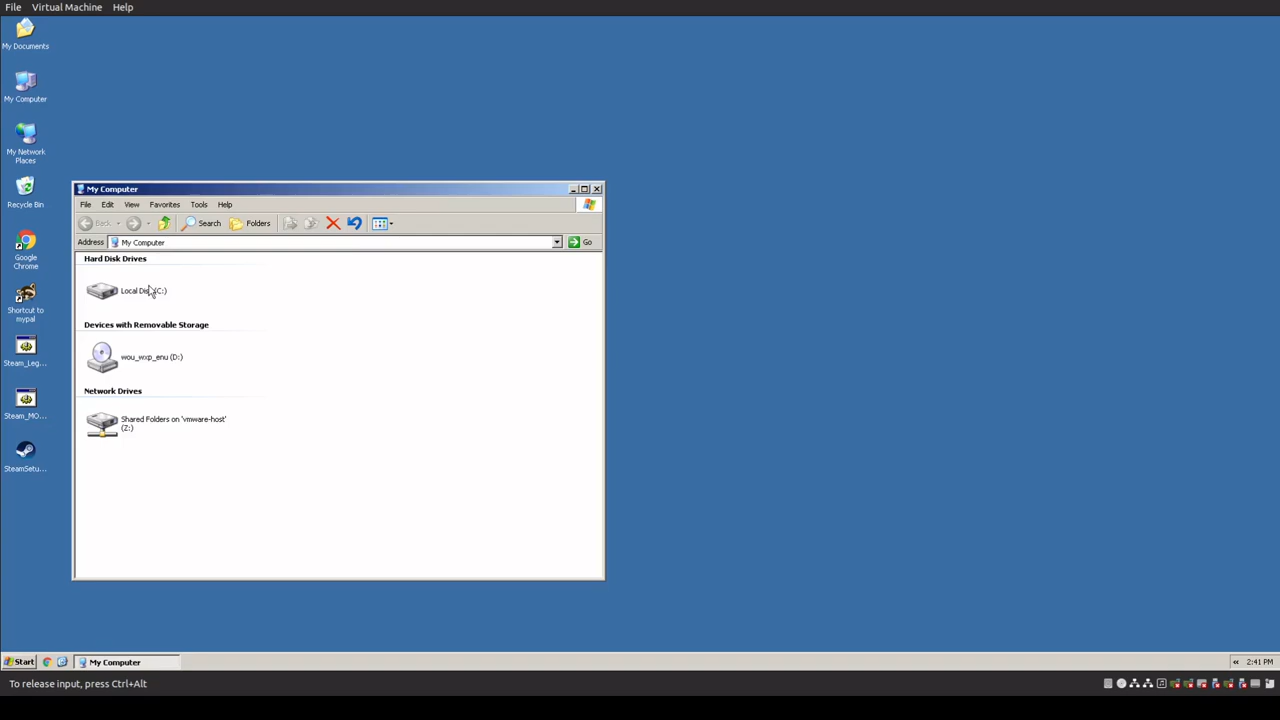 File Virtual Machine Help
My Documents
My Computer
My Network
Places
Recycle Bin
Google
Chrome
Shortcut to
mypal
Steam_Leg...
Steam_MO...
SteamSetu...
My Computer
File Edit View Favorites Tools Help
Back Search Folders
Address My Computer Go
Hard Disk Drives
Local Disk (C:)
Devices with Removable Storage
wou_wxp_enu (D:)
Network Drives
Shared Folders on 'vmware-host'
(Z:)
Start My Computer 2:41 PM
To release input, press Ctrl+Alt